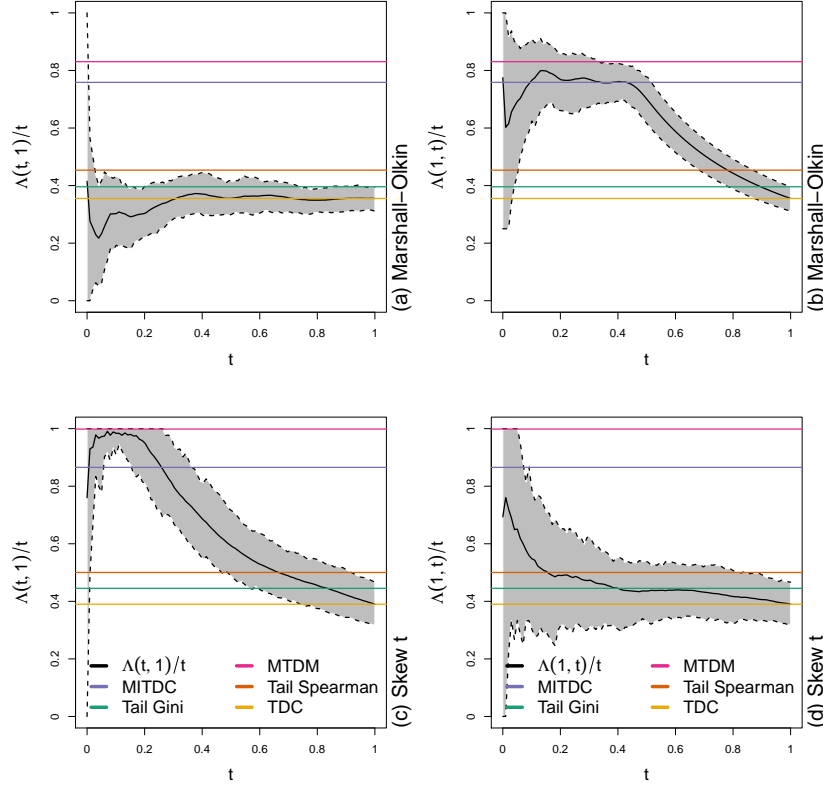 Λ(t, 1)/t
0 0.2 0.4 0.6 0.8 1
0 0.2 0.4 0.6 0.8 1
t
(a) Marshall−Olkin
Λ(1, t)/t
0 0.2 0.4 0.6 0.8 1
0 0.2 0.4 0.6 0.8 1
t
(b) Marshall−Olkin
Λ(t, 1)/t
0 0.2 0.4 0.6 0.8 1
Λ(t, 1)/t
MITDC
Tail Gini
MTDM
Tail Spearman
TDC
0 0.2 0.4 0.6 0.8 1
t
(c) Skew t
Λ(1, t)/t
0 0.2 0.4 0.6 0.8 1
Λ(1, t)/t
MITDC
Tail Gini
MTDM
Tail Spearman
TDC
0 0.2 0.4 0.6 0.8 1
t
(d) Skew t